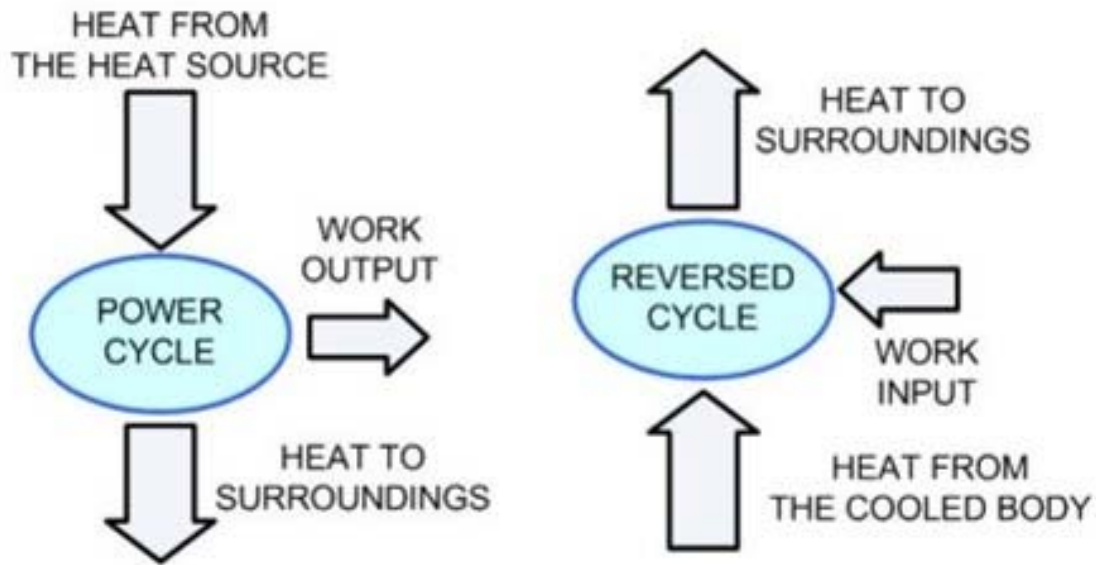 HEAT FROM
THE HEAT SOURCE
WORK
OUTPUT
POWER
CYCLE
HEAT TO
SURROUNDINGS
HEAT TO
SURROUNDINGS
REVERSED
CYCLE
WORK
INPUT
HEAT FROM
THE COOLED BODY